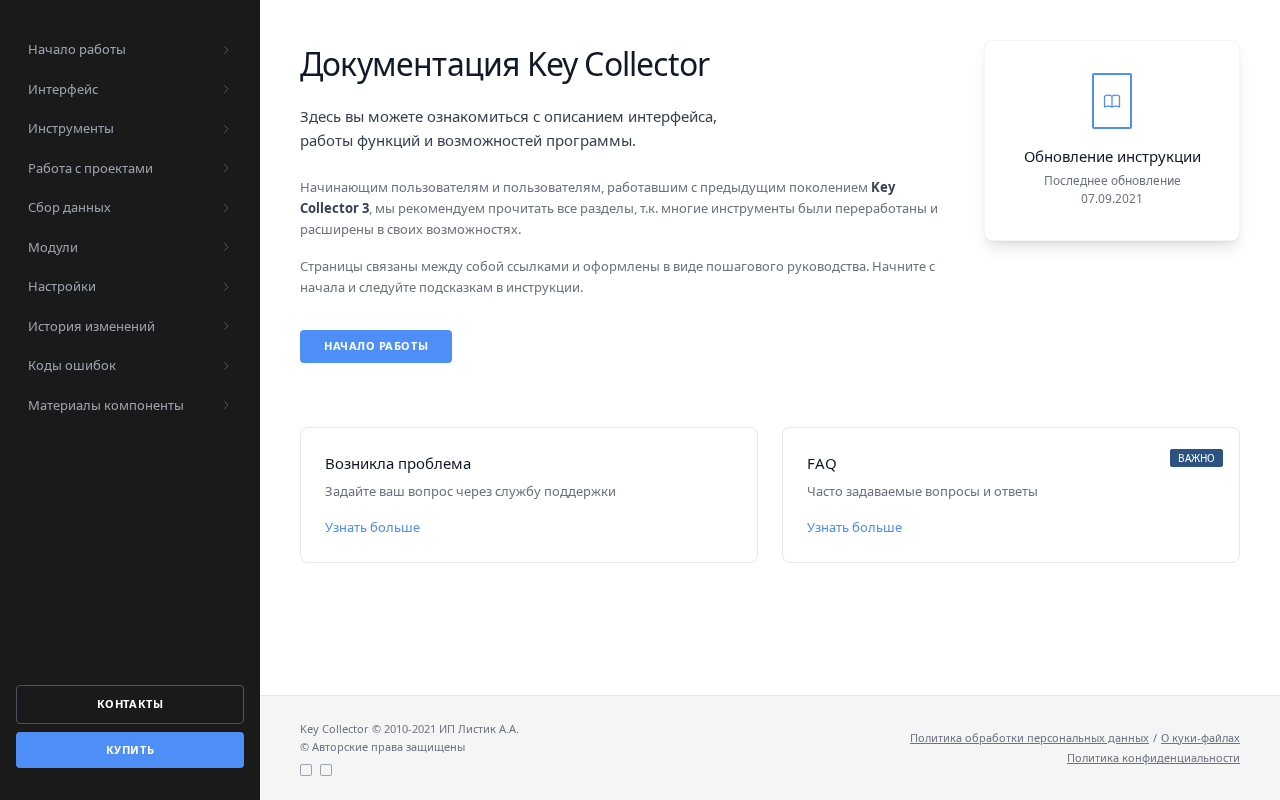 Начало работы
Интерфейс
Инструменты
Работа с проектами
Сбор данных
Модули
Настройки
История изменений
Коды ошибок
Материалы компоненты
КОНТАКТЫ
КУПИТЬ
Документация Key Collector
Здесь вы можете ознакомиться с описанием интерфейса,
работы функций и возможностей программы.
Начинающим пользователям и пользователям, работавшим с предыдущим поколением Key
Collector 3, мы рекомендуем прочитать все разделы, т.к. многие инструменты были переработаны и
расширены в своих возможностях.
Страницы связаны между собой ссылками и оформлены в виде пошагового руководства. Начните с
начала и следуйте подсказкам в инструкции.
НАЧАЛО РАБОТЫ
Обновление инструкции
Последнее обновление
07.09.2021
Возникла проблема
Задайте ваш вопрос через службу поддержки
Узнать больше
FAQ
ВАЖНО
Часто задаваемые вопросы и ответы
Узнать больше
Key Collector © 2010-2021 ИП Листик А.А.
© Авторские права защищены
Политика обработки персональных данных / О куки-файлах
Политика конфиденциальности